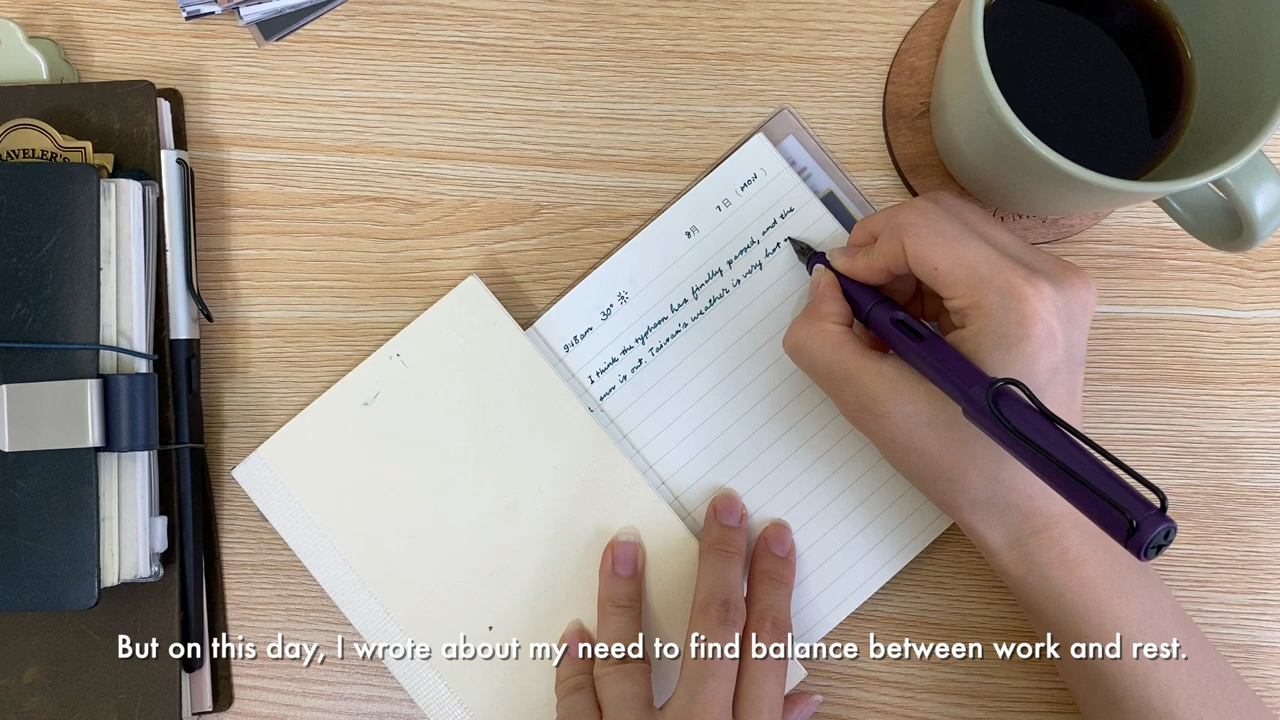 TRAVELER'S
8月 7日 (MON)
9:48am 30°
I think the typhoon has finally passed, and the
sun is out. Taiwan's weather is very hot
But on this day, I wrote about my need to find balance between work and rest.